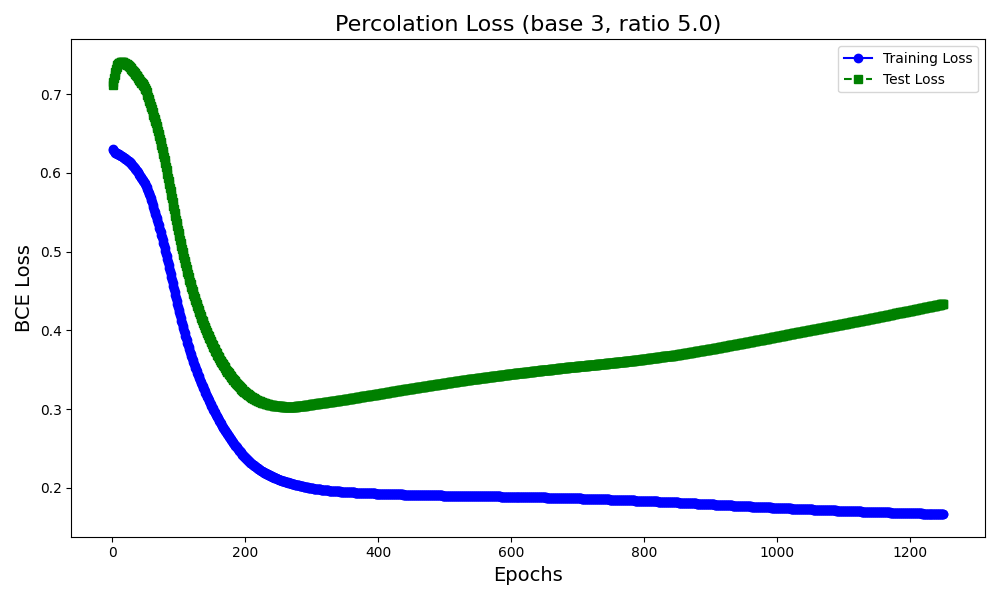 Percolation Loss (base 3, ratio 5.0)
Training Loss
Test Loss
BCE Loss
0.7
0.6
0.5
0.4
0.3
0.2
0 200 400 600 800 1000 1200
Epochs